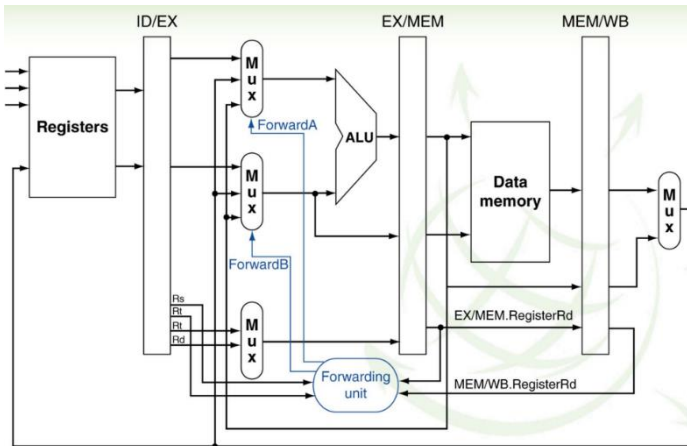 ID/EX
EX/MEM
MEM/WB
Registers
M
u
x
ForwardA
ALU
M
u
x
ForwardB
Data
memory
M
u
x
Rs
Rt
Rt
Rd
M
u
x
EX/MEM.RegisterRd
Forwarding
unit
MEM/WB.RegisterRd